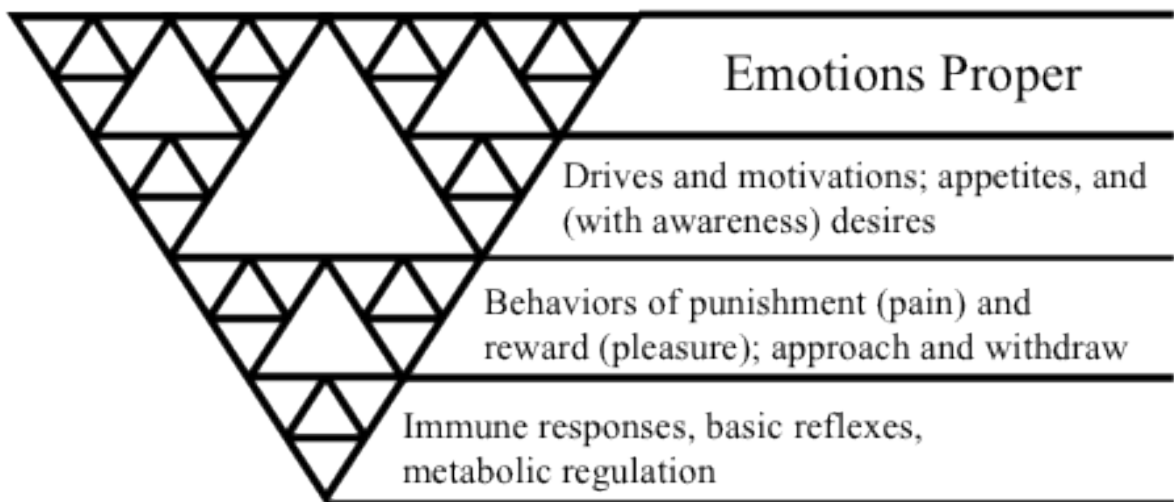 Emotions Proper
Drives and motivations; appetites, and
(with awareness) desires
Behaviors of punishment (pain) and
reward (pleasure); approach and withdraw
Immune responses, basic reflexes,
metabolic regulation